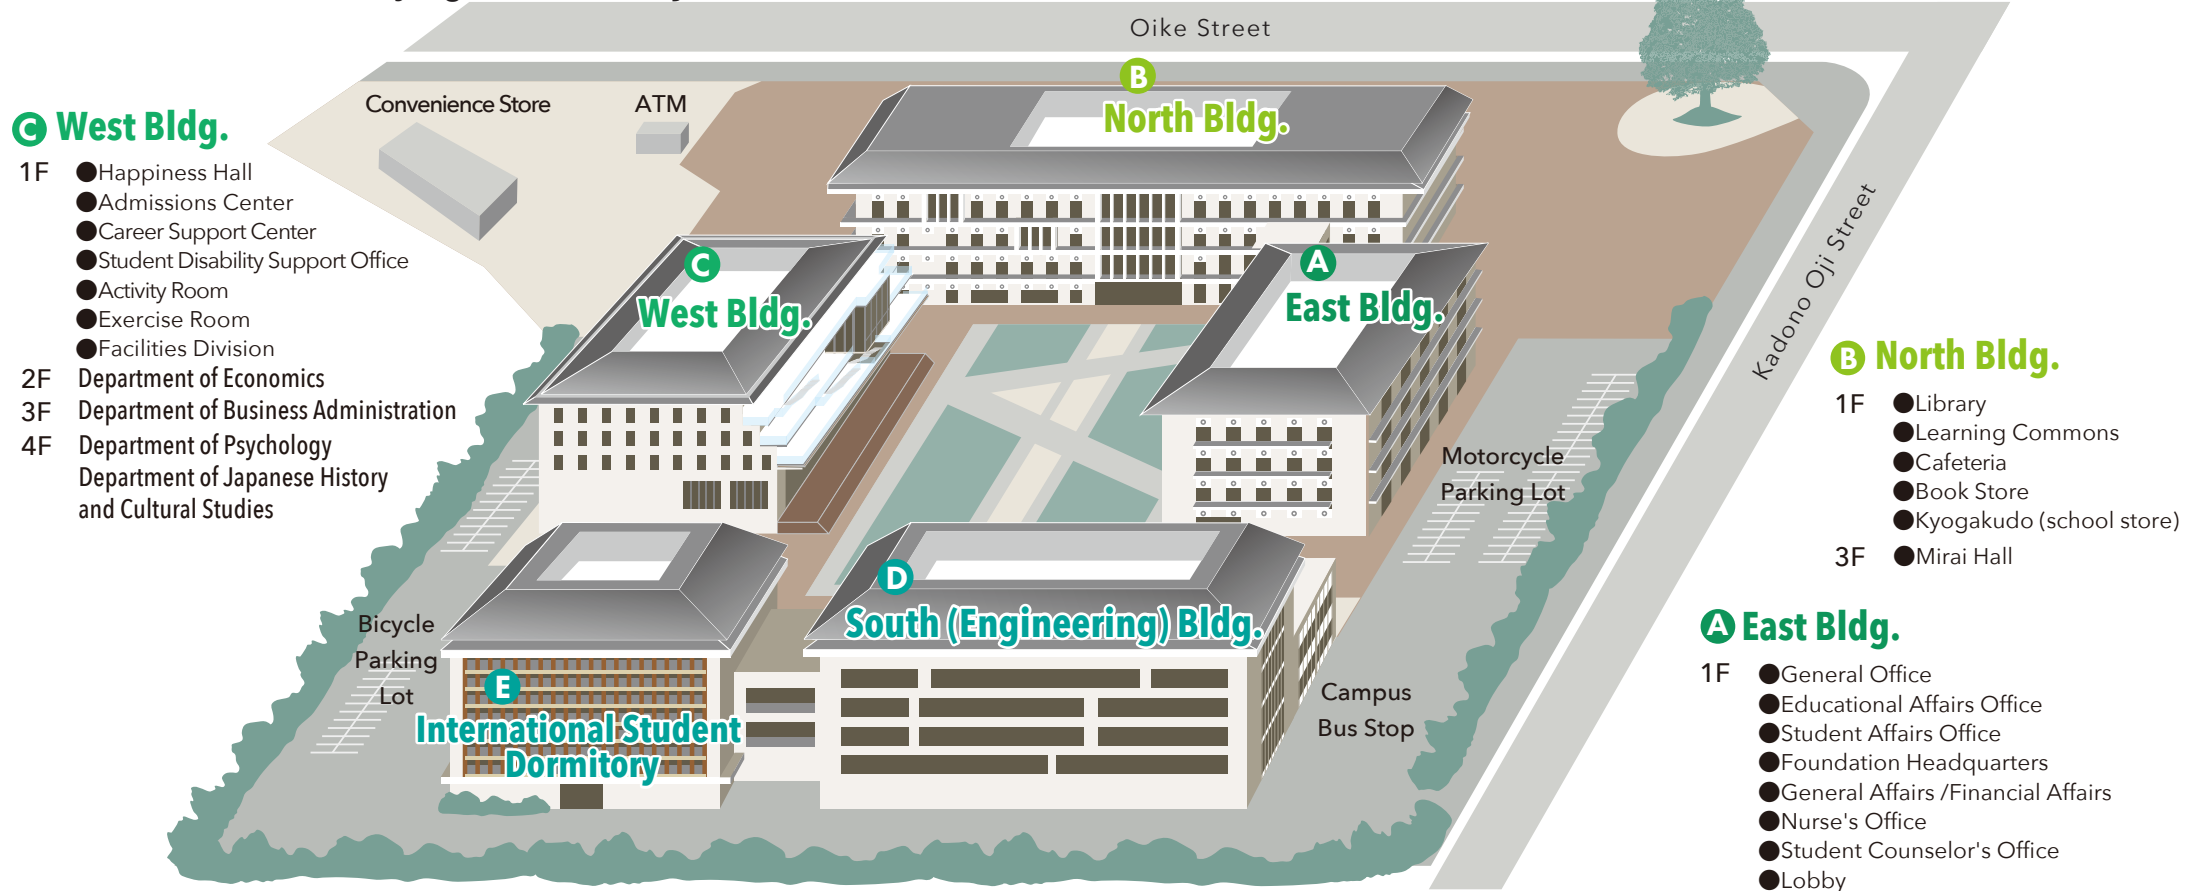 Oike Street
Kadono Oji Street
Convenience Store
ATM
C West Bldg.
1F ●Happiness Hall
●Admissions Center
●Career Support Center
●Student Disability Support Office
●Activity Room
●Exercise Room
●Facilities Division
2F Department of Economics
3F Department of Business Administration
4F Department of Psychology
Department of Japanese History
and Cultural Studies
B
North Bldg.
C
West Bldg.
A
East Bldg.
Motorcycle
Parking Lot
D
South (Engineering) Bldg.
Bicycle
Parking
Lot
E
International Student
Dormitory
Campus
Bus Stop
B North Bldg.
1F ●Library
●Learning Commons
●Cafeteria
●Book Store
●Kyogakudo (school store)
3F ●Mirai Hall
A East Bldg.
1F ●General Office
●Educational Affairs Office
●Student Affairs Office
●Foundation Headquarters
●General Affairs /Financial Affairs
●Nurse's Office
●Student Counselor's Office
●Lobby